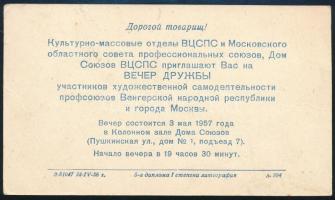 Дорогой товарищ!
Культурно-массовые отделы ВЦСПС и Московского
областного совета профессиональных союзов, Дом
Союзов ВЦСПС приглашают Вас на
ВЕЧЕР ДРУЖБЫ
участников художественной самодеятельности
профсоюзов Венгерской народной республики
и города Москвы.
Вечер состоится 3 мая 1957 года
в Колонном зале Дома Союзов
(Пушкинская ул., дом № 1, подъезд 7).
Начало вечера в 19 часов 30 минут.
I степени